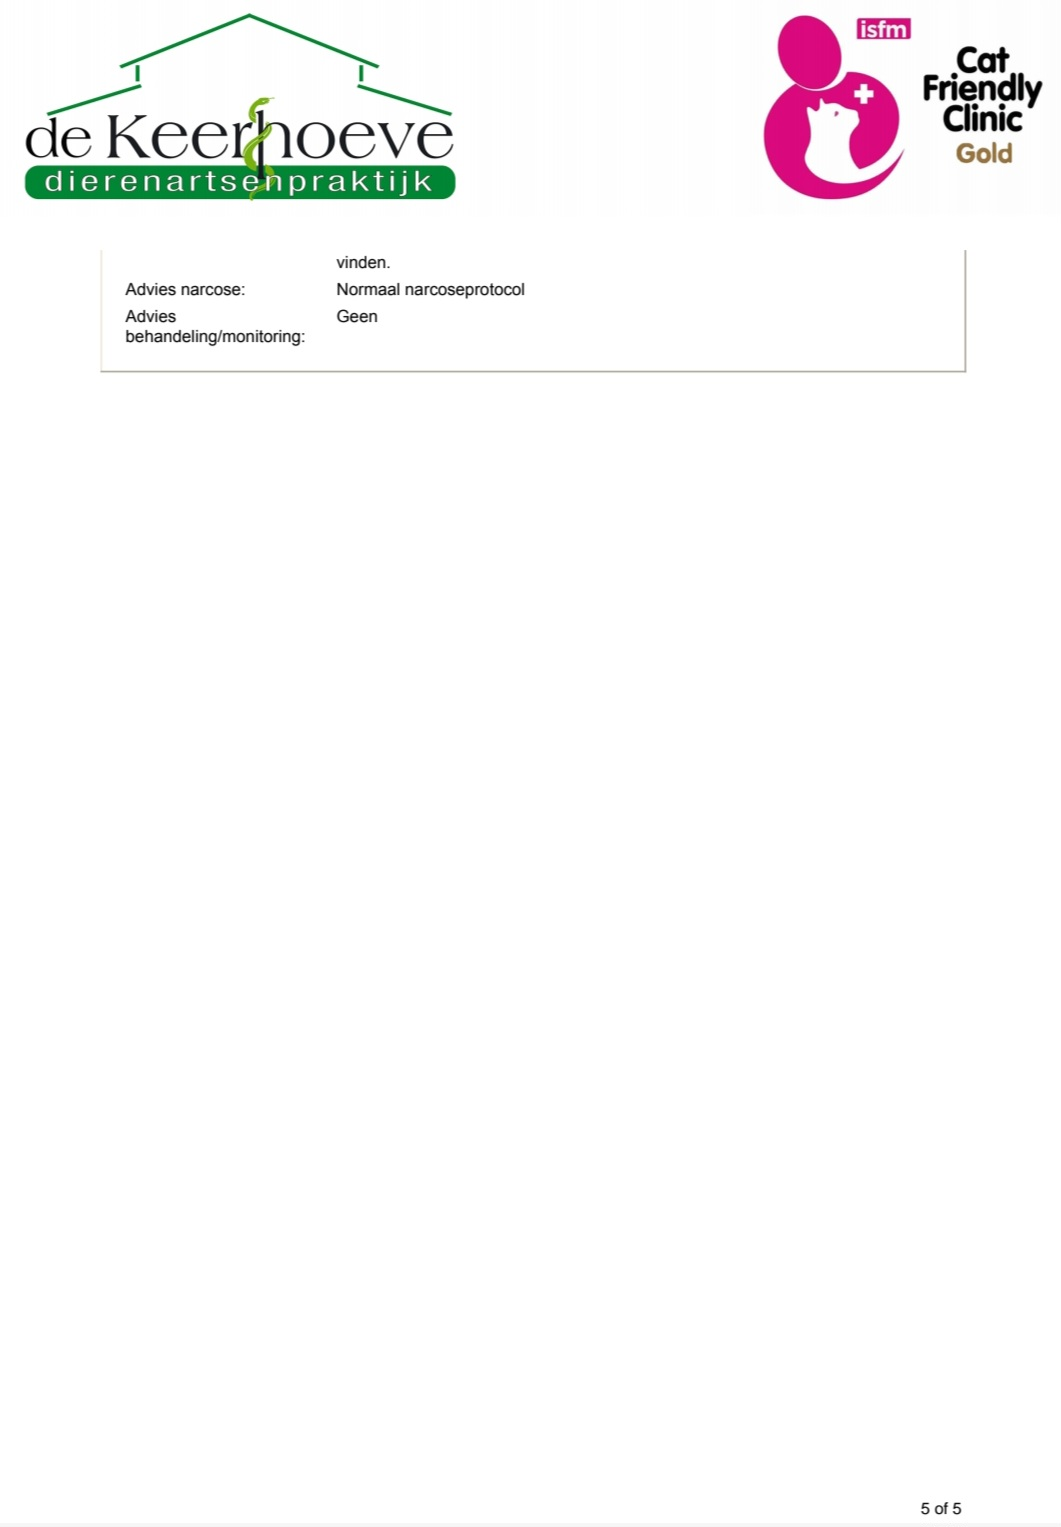 isfm
Cat
Friendly
Clinic
Gold
de Keerhoeve
dierenartsenpraktijk
vinden.
Advies narcose: Normaal narcoseprotocol
Advies Geen
behandeling/monitoring:
5 of 5